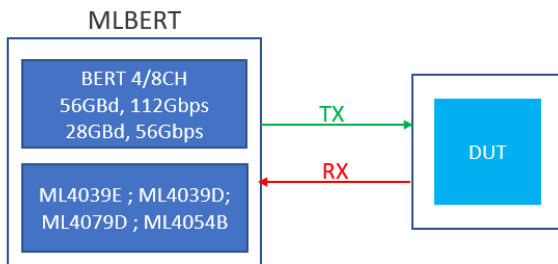 MLBERT
BERT 4/8CH
56GBd, 112Gbps
28GBd, 56Gbps
ML4039E ; ML4039D;
ML4079D ; ML4054B
TX
RX
DUT